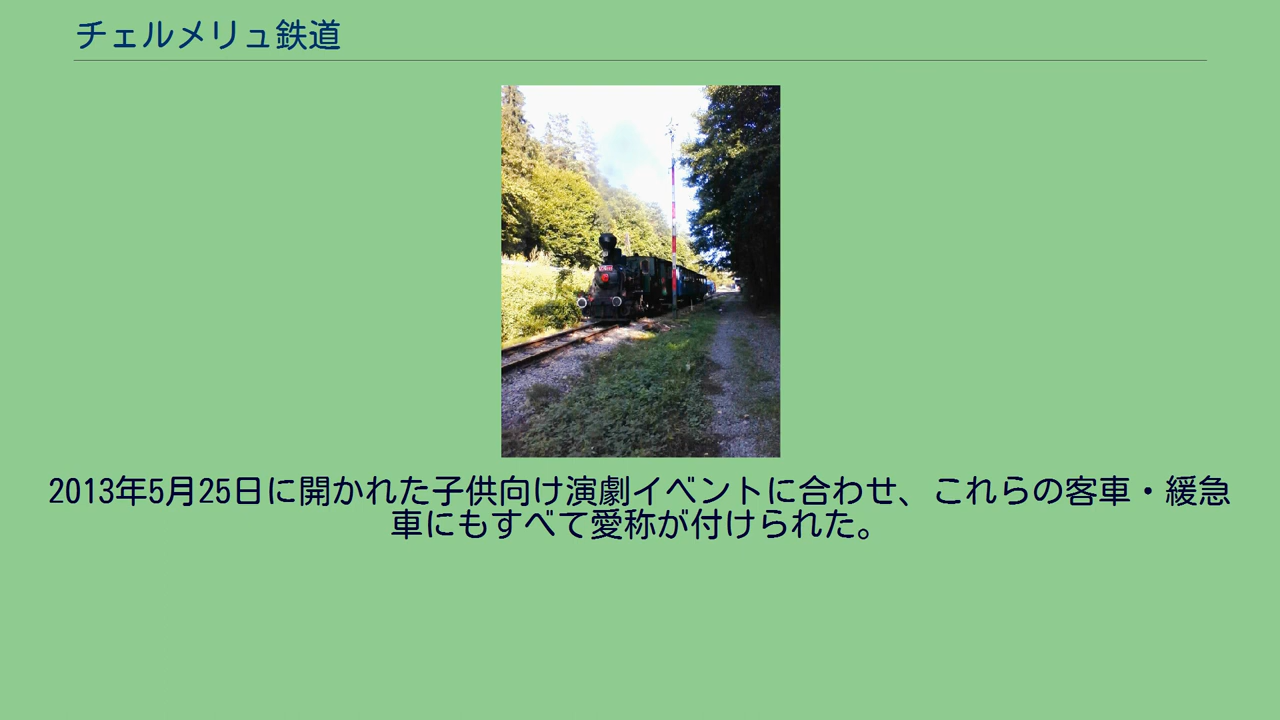 チェルメリュ鉄道
2013年5月25日に開かれた子供向け演劇イベントに合わせ、これらの客車・緩急
車にもすべて愛称が付けられた。